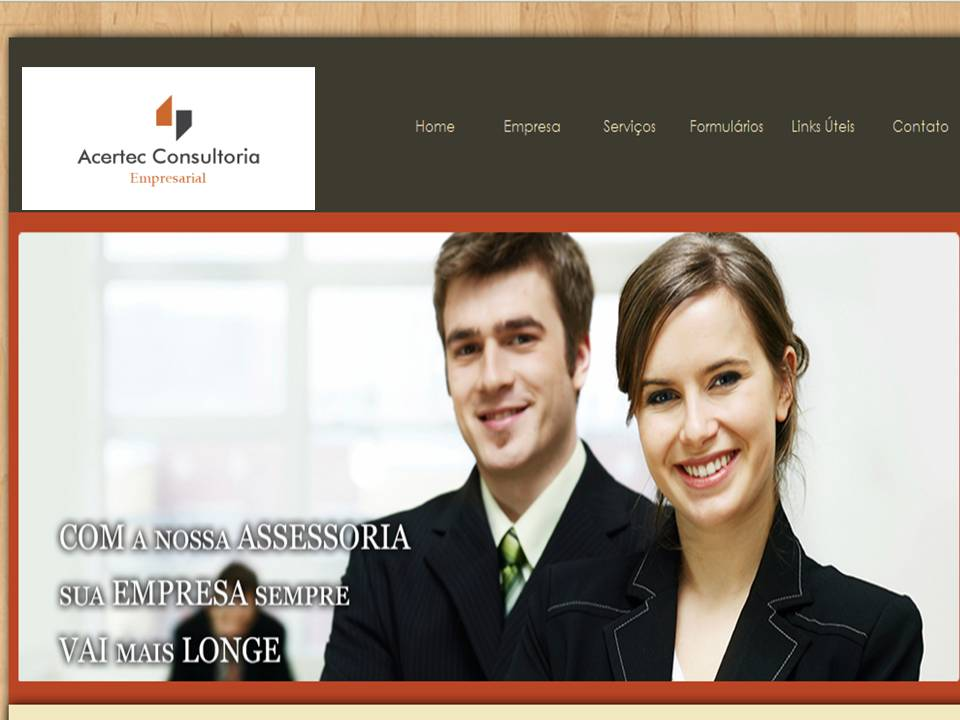 Acertec Consultoria
Empresarial
Home Empresa Serviços Formulários Links Úteis Contato
COM A NOSSA ASSESSORIA
SUA EMPRESA SEMPRE
VAI MAIS LONGE